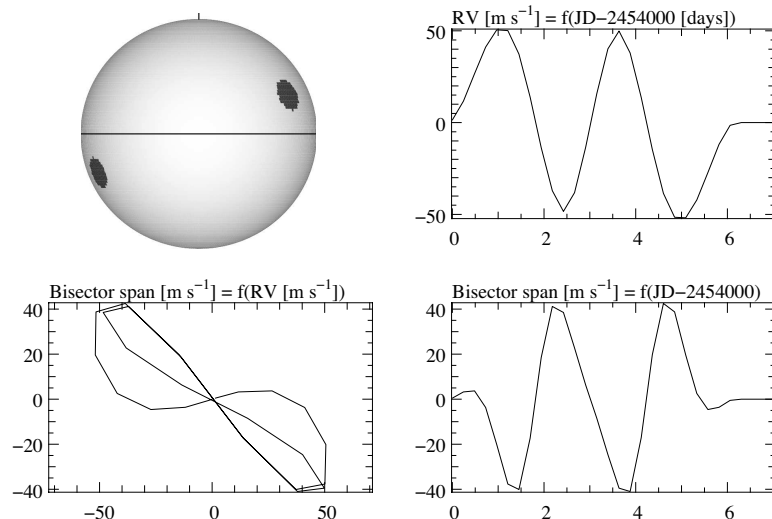 RV [m s⁻¹] = f(JD−2454000 [days])
50
0
−50
0 2 4 6
Bisector span [m s⁻¹] = f(RV [m s⁻¹])
40
20
0
−20
−40
−50 0 50
Bisector span [m s⁻¹] = f(JD−2454000)
40
20
0
−20
−40
0 2 4 6